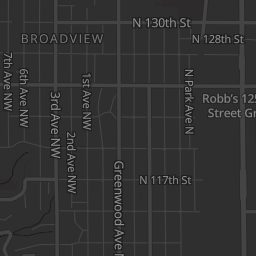 N 130th St
BROADVIEW
N 128th St
7th Ave NW
6th Ave NW
1st Ave NW
3rd Ave NW
2nd Ave NW
N Park Ave N
Robb's 125
Street Gr
Greenwood Ave N
N 117th St